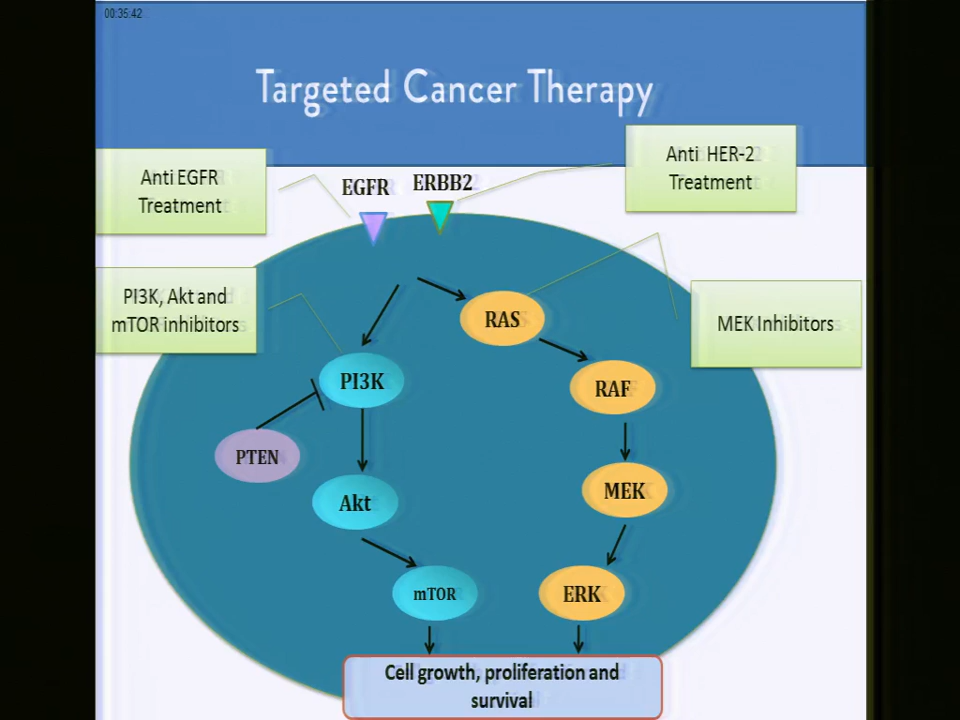 00:35:42
Targeted Cancer Therapy
Anti EGFR
Treatment
EGFR
ERBB2
Anti HER-2
Treatment
PI3K, Akt and
mTOR inhibitors
RAS
MEK Inhibitors
PI3K
RAF
PTEN
Akt
MEK
mTOR
ERK
Cell growth, proliferation and
survival